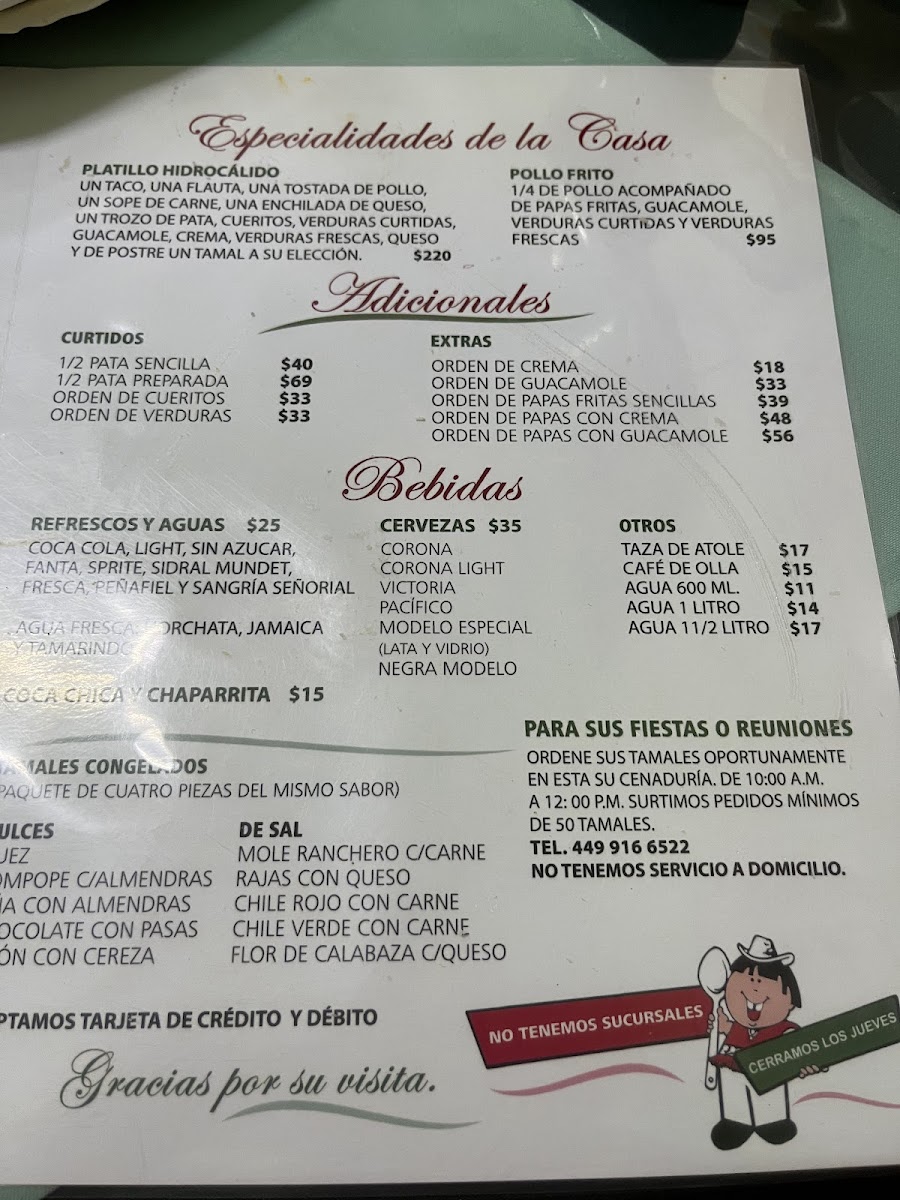 Especialidades de la Casa
PLATILLO HIDROCÁLIDO
UN TACO, UNA FLAUTA, UNA TOSTADA DE POLLO,
UN SOPE DE CARNE, UNA ENCHILADA DE QUESO,
UN TROZO DE PATA, CUERITOS, VERDURAS CURTIDAS,
GUACAMOLE, CREMA, VERDURAS FRESCAS, QUESO
Y DE POSTRE UN TAMAL A SU ELECCIÓN. $220
POLLO FRITO
1/4 DE POLLO ACOMPAÑADO
DE PAPAS FRITAS, GUACAMOLE,
VERDURAS CURTIDAS Y VERDURAS
FRESCAS $95
Adicionales
CURTIDOS
1/2 PATA SENCILLA $40
1/2 PATA PREPARADA $69
ORDEN DE CUERITOS $33
ORDEN DE VERDURAS $33
EXTRAS
ORDEN DE CREMA $18
ORDEN DE GUACAMOLE $33
ORDEN DE PAPAS FRITAS SENCILLAS $39
ORDEN DE PAPAS CON CREMA $48
ORDEN DE PAPAS CON GUACAMOLE $56
Bebidas
REFRESCOS Y AGUAS $25
COCA COLA, LIGHT, SIN AZUCAR,
FANTA, SPRITE, SIDRAL MUNDET,
FRESCA, PEÑAFIEL Y SANGRÍA SEÑORIAL
AGUA FRESCA, ORCHATA, JAMAICA
Y TAMARINDO
COCA CHICA Y CHAPARRITA $15
CERVEZAS $35
CORONA
CORONA LIGHT
VICTORIA
PACÍFICO
MODELO ESPECIAL
(LATA Y VIDRIO)
NEGRA MODELO
OTROS
TAZA DE ATOLE $17
CAFÉ DE OLLA $15
AGUA 600 ML. $11
AGUA 1 LITRO $14
AGUA 11/2 LITRO $17
TAMALES CONGELADOS
PAQUETE DE CUATRO PIEZAS DEL MISMO SABOR)
ULCES
UEZ
OMPOPE C/ALMENDRAS
ÑA CON ALMENDRAS
OCOLATE CON PASAS
ÓN CON CEREZA
DE SAL
MOLE RANCHERO C/CARNE
RAJAS CON QUESO
CHILE ROJO CON CARNE
CHILE VERDE CON CARNE
FLOR DE CALABAZA C/QUESO
PARA SUS FIESTAS O REUNIONES
ORDENE SUS TAMALES OPORTUNAMENTE
EN ESTA SU CENADURÍA. DE 10:00 A.M.
A 12: 00 P.M. SURTIMOS PEDIDOS MÍNIMOS
DE 50 TAMALES.
TEL. 449 916 6522
NO TENEMOS SERVICIO A DOMICILIO.
PTAMOS TARJETA DE CRÉDITO Y DÉBITO
Gracias por su visita.
NO TENEMOS SUCURSALES
CERRAMOS LOS JUEVES